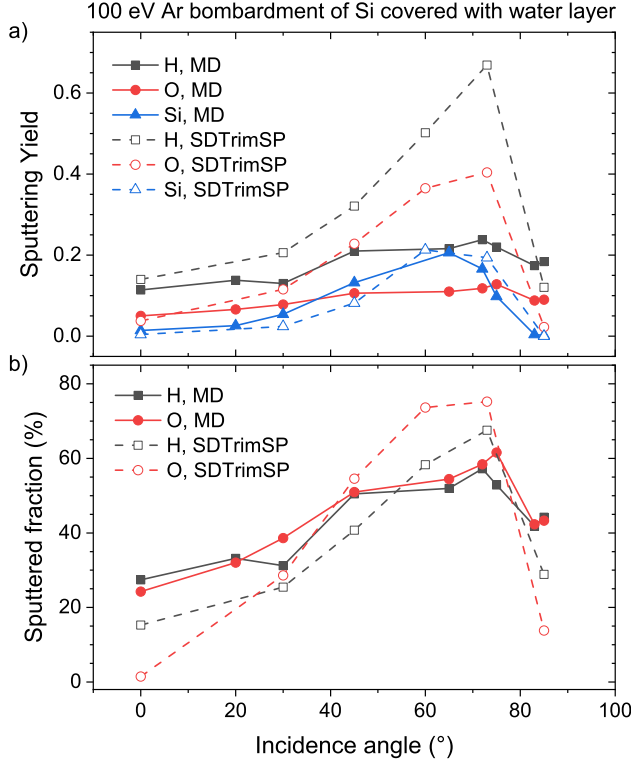 100 eV Ar bombardment of Si covered with water layer
a)
H, MD
O, MD
Si, MD
H, SDTrimSP
O, SDTrimSP
Si, SDTrimSP
Sputtering Yield
0.6
0.4
0.2
0.0
b)
H, MD
O, MD
H, SDTrimSP
O, SDTrimSP
Sputtered fraction (%)
80
60
40
20
0
0 20 40 60 80 100
Incidence angle (°)